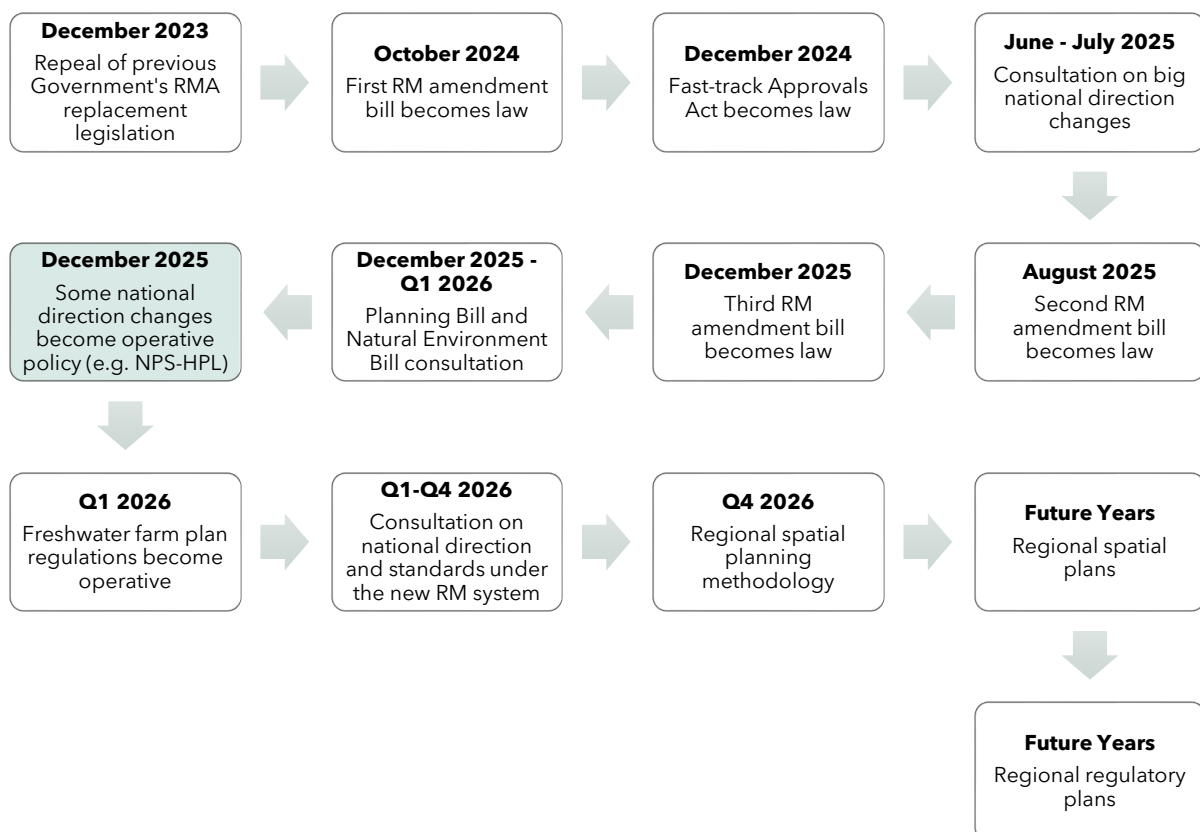 December 2023
Repeal of previous
Government's RMA
replacement
legislation
October 2024
First RM amendment
bill becomes law
December 2024
Fast-track Approvals
Act becomes law
June - July 2025
Consultation on big
national direction
changes
August 2025
Second RM
amendment bill
becomes law
December 2025
Third RM
amendment bill
becomes law
December 2025 -
Q1 2026
Planning Bill and
Natural Environment
Bill consultation
December 2025
Some national
direction changes
become operative
policy (e.g. NPS-HPL)
Q1 2026
Freshwater farm plan
regulations become
operative
Q1-Q4 2026
Consultation on
national direction
and standards under
the new RM system
Q4 2026
Regional spatial
planning
methodology
Future Years
Regional spatial
plans
Future Years
Regional regulatory
plans